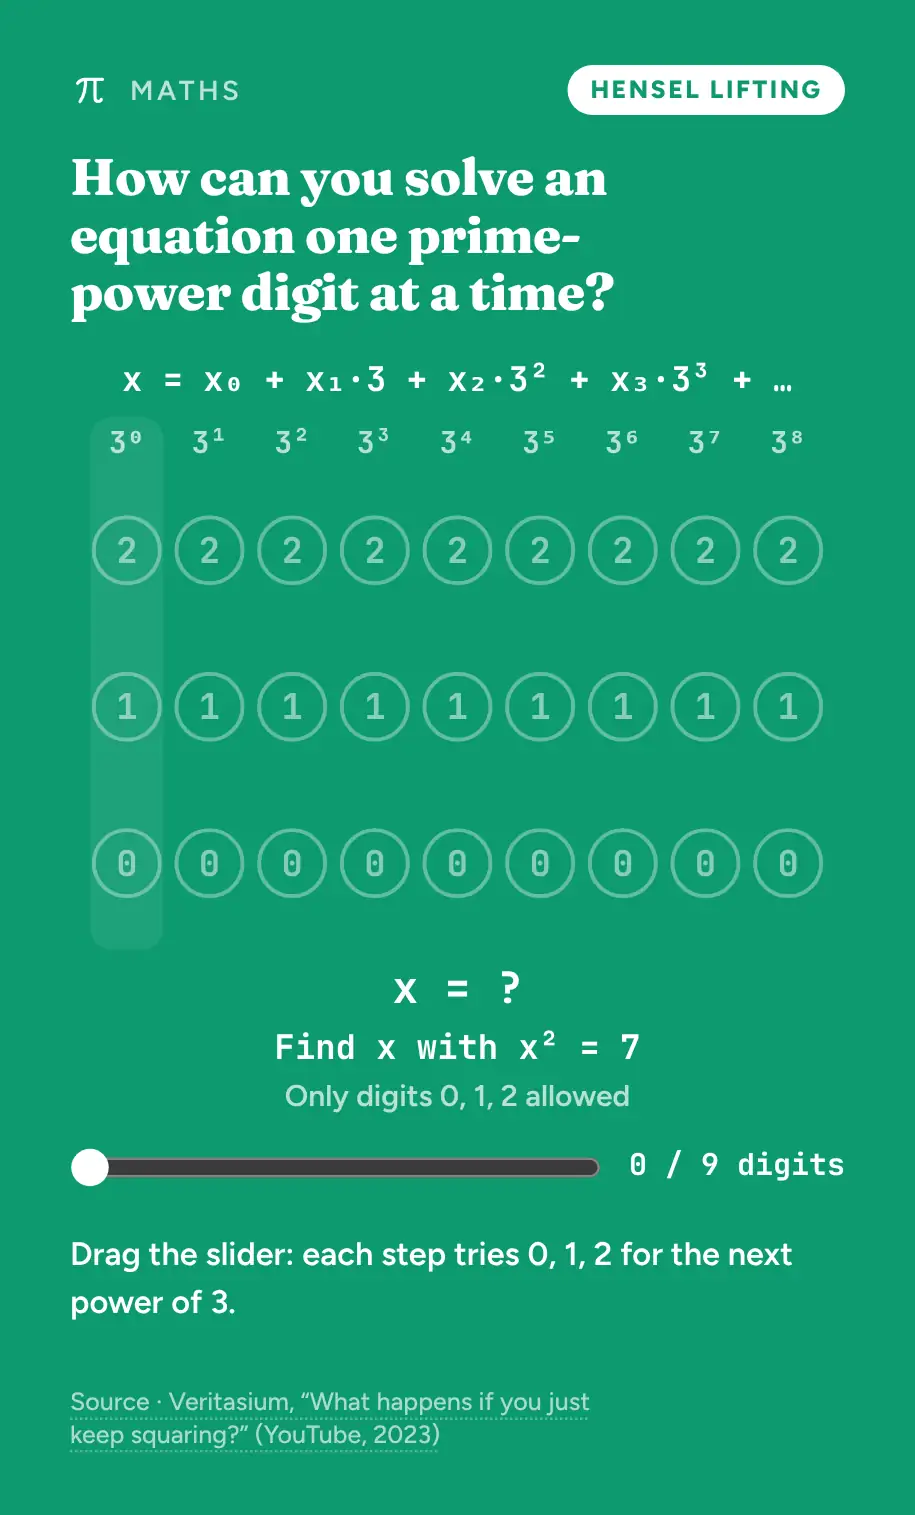 π MATHS
HENSEL LIFTING
How can you solve an
equation one prime-
power digit at a time?
x = x₀ + x₁·3 + x₂·3² + x₃·3³ + …
3⁰ 3¹ 3² 3³ 3⁴ 3⁵ 3⁶ 3⁷ 3⁸
2 2 2 2 2 2 2 2 2
1 1 1 1 1 1 1 1 1
0 0 0 0 0 0 0 0 0
x = ?
Find x with x² = 7
Only digits 0, 1, 2 allowed
0 / 9 digits
Drag the slider: each step tries 0, 1, 2 for the next
power of 3.
Source · Veritasium, “What happens if you just
keep squaring?” (YouTube, 2023)